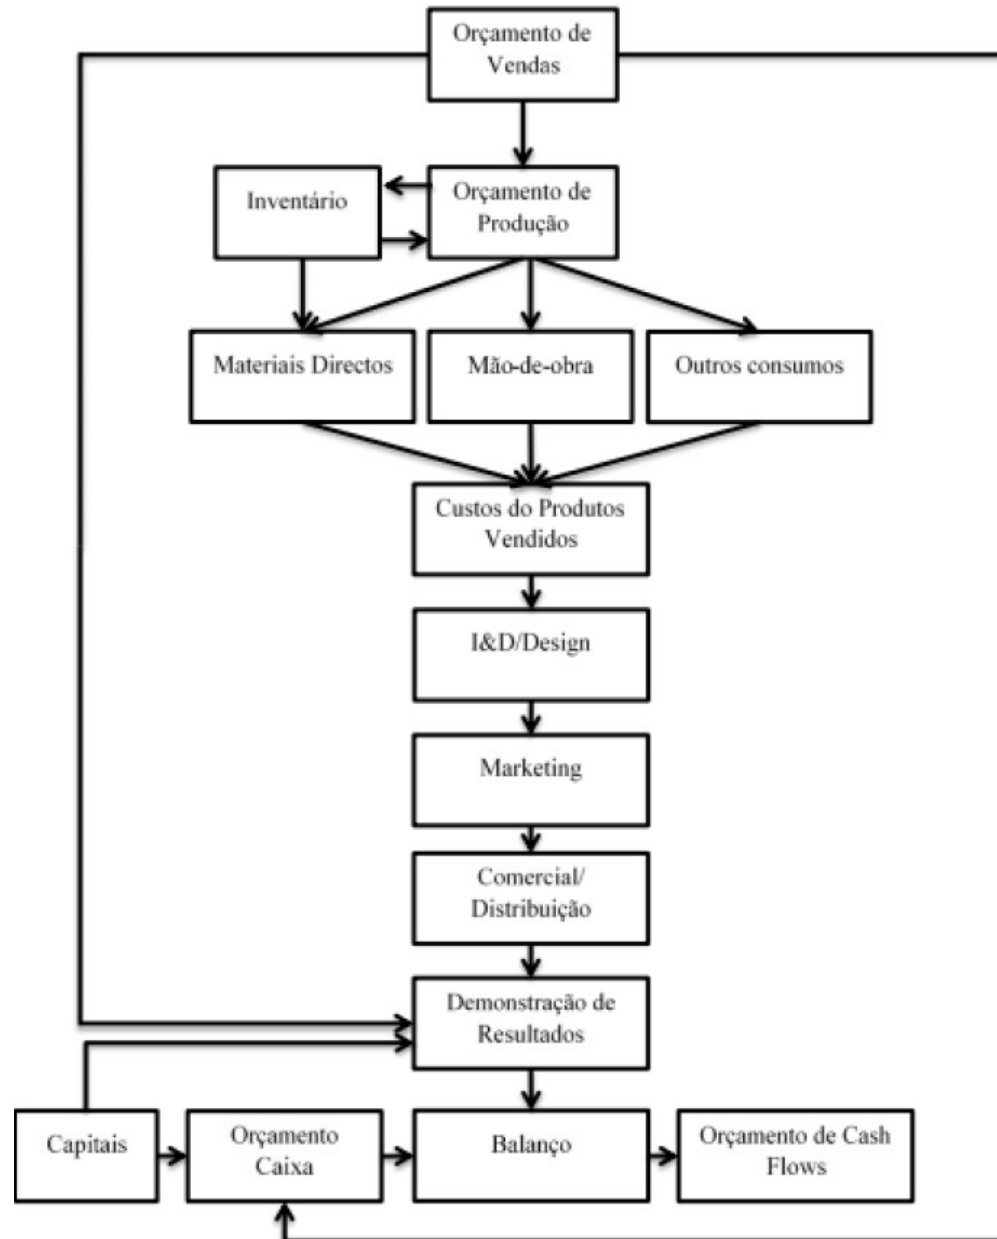 Orçamento de
Vendas
Inventário
Orçamento de
Produção
Materiais Directos
Mão-de-obra
Outros consumos
Custos do Produtos
Vendidos
I&D/Design
Marketing
Comercial/
Distribuição
Demonstração de
Resultados
Capitais
Orçamento
Caixa
Balanço
Orçamento de Cash
Flows